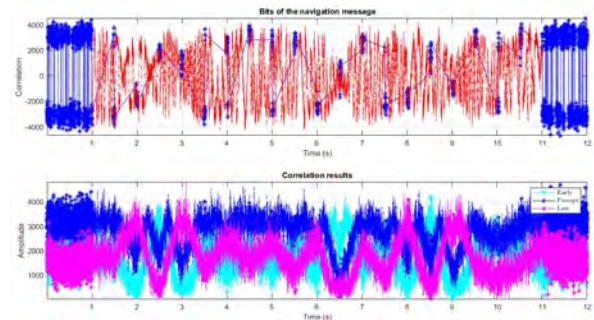 Bits of the navigation message
4000
2000
0
-2000
-4000
Correlation
1 2 3 4 5 6 7 8 9 10 11 12
Time (s)
Correlation results
4000
3000
2000
1000
Amplitude
Early
Prompt
Late
1 2 3 4 5 6 7 8 9 10 11 12
Time (s)